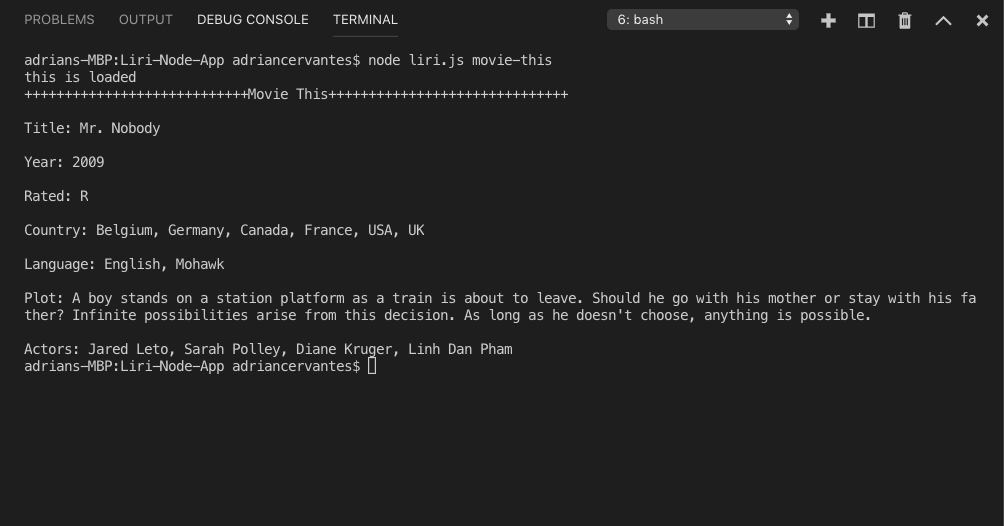 PROBLEMS OUTPUT DEBUG CONSOLE TERMINAL 6: bash
adrians-MBP:Liri-Node-App adriancervantes$ node liri.js movie-this
this is loaded
++++++++++++++++++++++++++++Movie This++++++++++++++++++++++++++++++
Title: Mr. Nobody
Year: 2009
Rated: R
Country: Belgium, Germany, Canada, France, USA, UK
Language: English, Mohawk
Plot: A boy stands on a station platform as a train is about to leave. Should he go with his mother or stay with his fa
ther? Infinite possibilities arise from this decision. As long as he doesn't choose, anything is possible.
Actors: Jared Leto, Sarah Polley, Diane Kruger, Linh Dan Pham
adrians-MBP:Liri-Node-App adriancervantes$